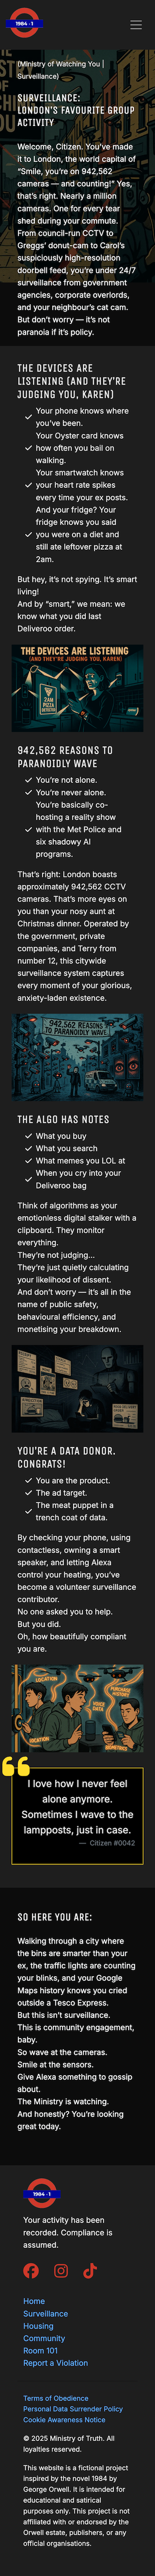 1984 · 1
(Ministry of Watching You |
Surveillance)
SURVEILLANCE:
LONDON'S FAVOURITE GROUP
ACTIVITY
Welcome, Citizen. You've made
it to London, the world capital of
"Smile, you're on 942,562
cameras — and counting!" Yes,
that's right. Nearly a million
cameras. One for every bad
hair day and poor decision.
From council-run CCTV to
Greggs' donut-cam to Carol's
suspiciously high-resolution
doorbell feed, you're under 24/7
surveillance from government
agencies, corporate overlords,
and your neighbour's cat cam.
But don't worry — it's not
paranoia if it's policy.
THE DEVICES ARE
LISTENING (AND THEY'RE
JUDGING YOU, KAREN)
Your phone knows where
you've been.
Your Oyster card knows
how often you bail on
walking.
Your smartwatch knows
your heart rate spikes
every time your ex posts.
And your fridge? Your
fridge knows you said
you were on a diet and
still ate leftover pizza at
2am.
But hey, it's not spying. It's smart
living!
And by "smart," we mean: we
know what you did last
Deliveroo order.
THE DEVICES ARE LISTENING
(AND THEY'RE JUDGING YOU, KAREN)
2AM
PIZZA
DETECTED
942,562 REASONS TO
PARANOIDLY WAVE
You're not alone.
You're never alone.
You're basically co-
hosting a reality show
with the Met Police and
six shadowy AI
programs.
That's right: London boasts
approximately 942,562 CCTV
cameras. That's more eyes on
you than your nosy aunt at
Christmas dinner. Operated by
the government, private
companies, and Terry from
number 12, this citywide
surveillance system captures
every moment of your glorious,
anxiety-laden existence.
942,562 REASONS
TO PARANOIDLY WAVE
THE ALGO HAS NOTES
What you buy
What you search
What memes you LOL at
When you cry into your
Deliveroo bag
Think of algorithms as your
emotionless digital stalker with a
clipboard. They monitor
everything.
They're not judging…
They're just quietly calculating
your likelihood of dissent.
And don't worry — it's all in the
name of public safety,
behavioural efficiency, and
monetising your breakdown.
YOU'RE A DATA DONOR.
CONGRATS!
You are the product.
The ad target.
The meat puppet in a
trench coat of data.
By checking your phone, using
contactless, owning a smart
speaker, and letting Alexa
control your heating, you've
become a volunteer surveillance
contributor.
No one asked you to help.
But you did.
Oh, how beautifully compliant
you are.
LOCATION
VOICE
DATA
PURCHASE
HISTORY
BIOMETRICS
I love how I never feel
alone anymore.
Sometimes I wave to the
lampposts, just in case.
— Citizen #0042
SO HERE YOU ARE:
Walking through a city where
the bins are smarter than your
ex, the traffic lights are counting
your blinks, and your Google
Maps history knows you cried
outside a Tesco Express.
But this isn't surveillance.
This is community engagement,
baby.
So wave at the cameras.
Smile at the sensors.
Give Alexa something to gossip
about.
The Ministry is watching.
And honestly? You're looking
great today.
1984 · 1
Your activity has been
recorded. Compliance is
assumed.
Home
Surveillance
Housing
Community
Room 101
Report a Violation
Terms of Obedience
Personal Data Surrender Policy
Cookie Awareness Notice
© 2025 Ministry of Truth. All
loyalties reserved.
This website is a fictional project
inspired by the novel 1984 by
George Orwell. It is intended for
educational and satirical
purposes only. This project is not
affiliated with or endorsed by the
Orwell estate, publishers, or any
official organisations.